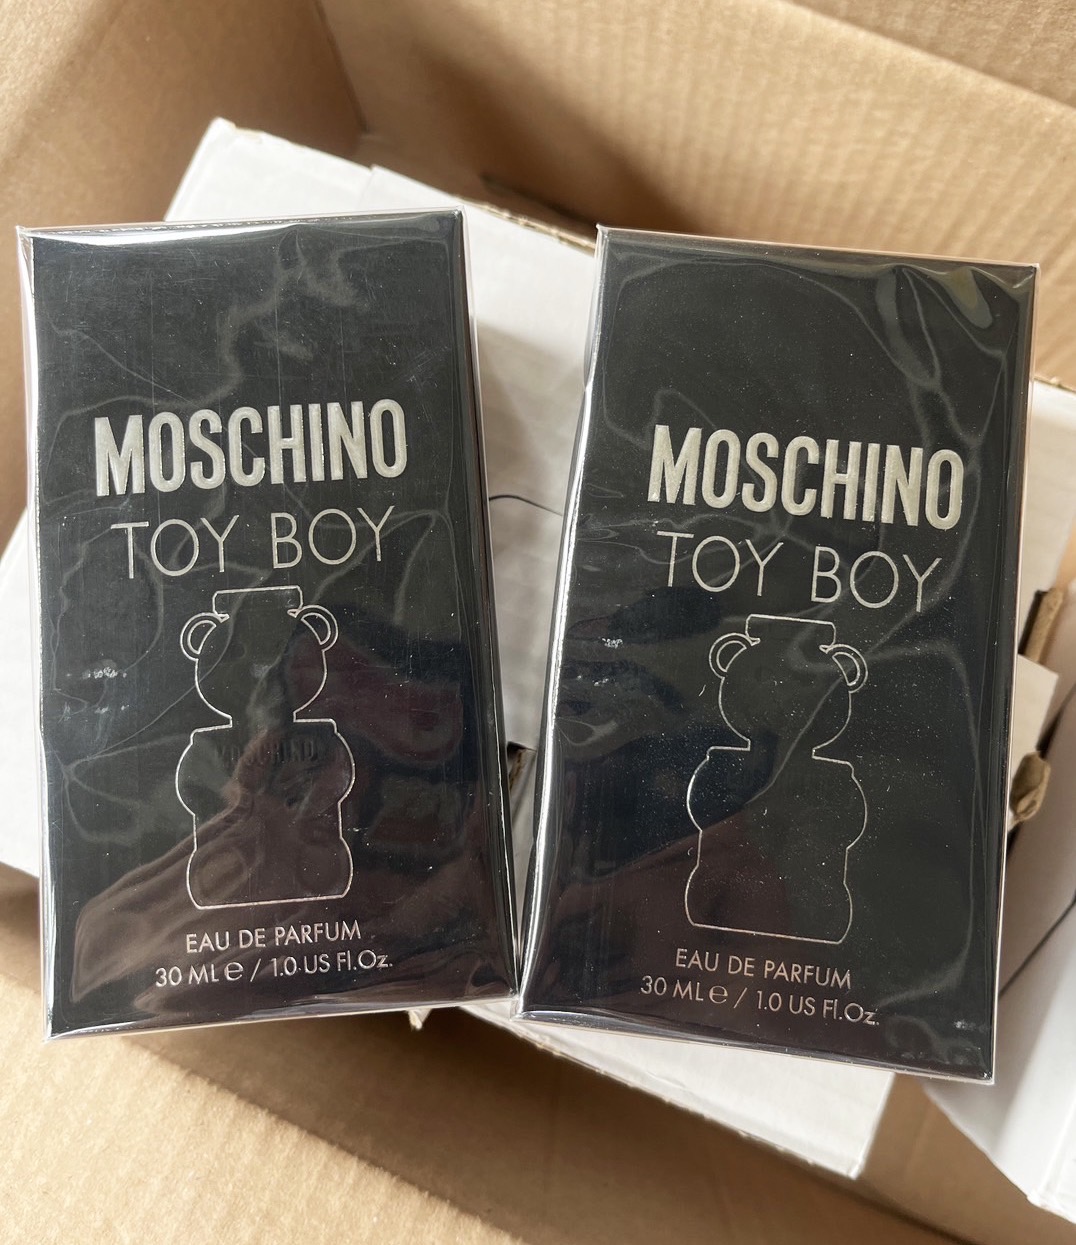 MOSCHINO
TOY BOY
MOSCHINO
EAU DE PARFUM
30 ML e / 1.0 US Fl.Oz.
MOSCHINO
TOY BOY
EAU DE PARFUM
30 ML e / 1.0 US Fl.Oz.